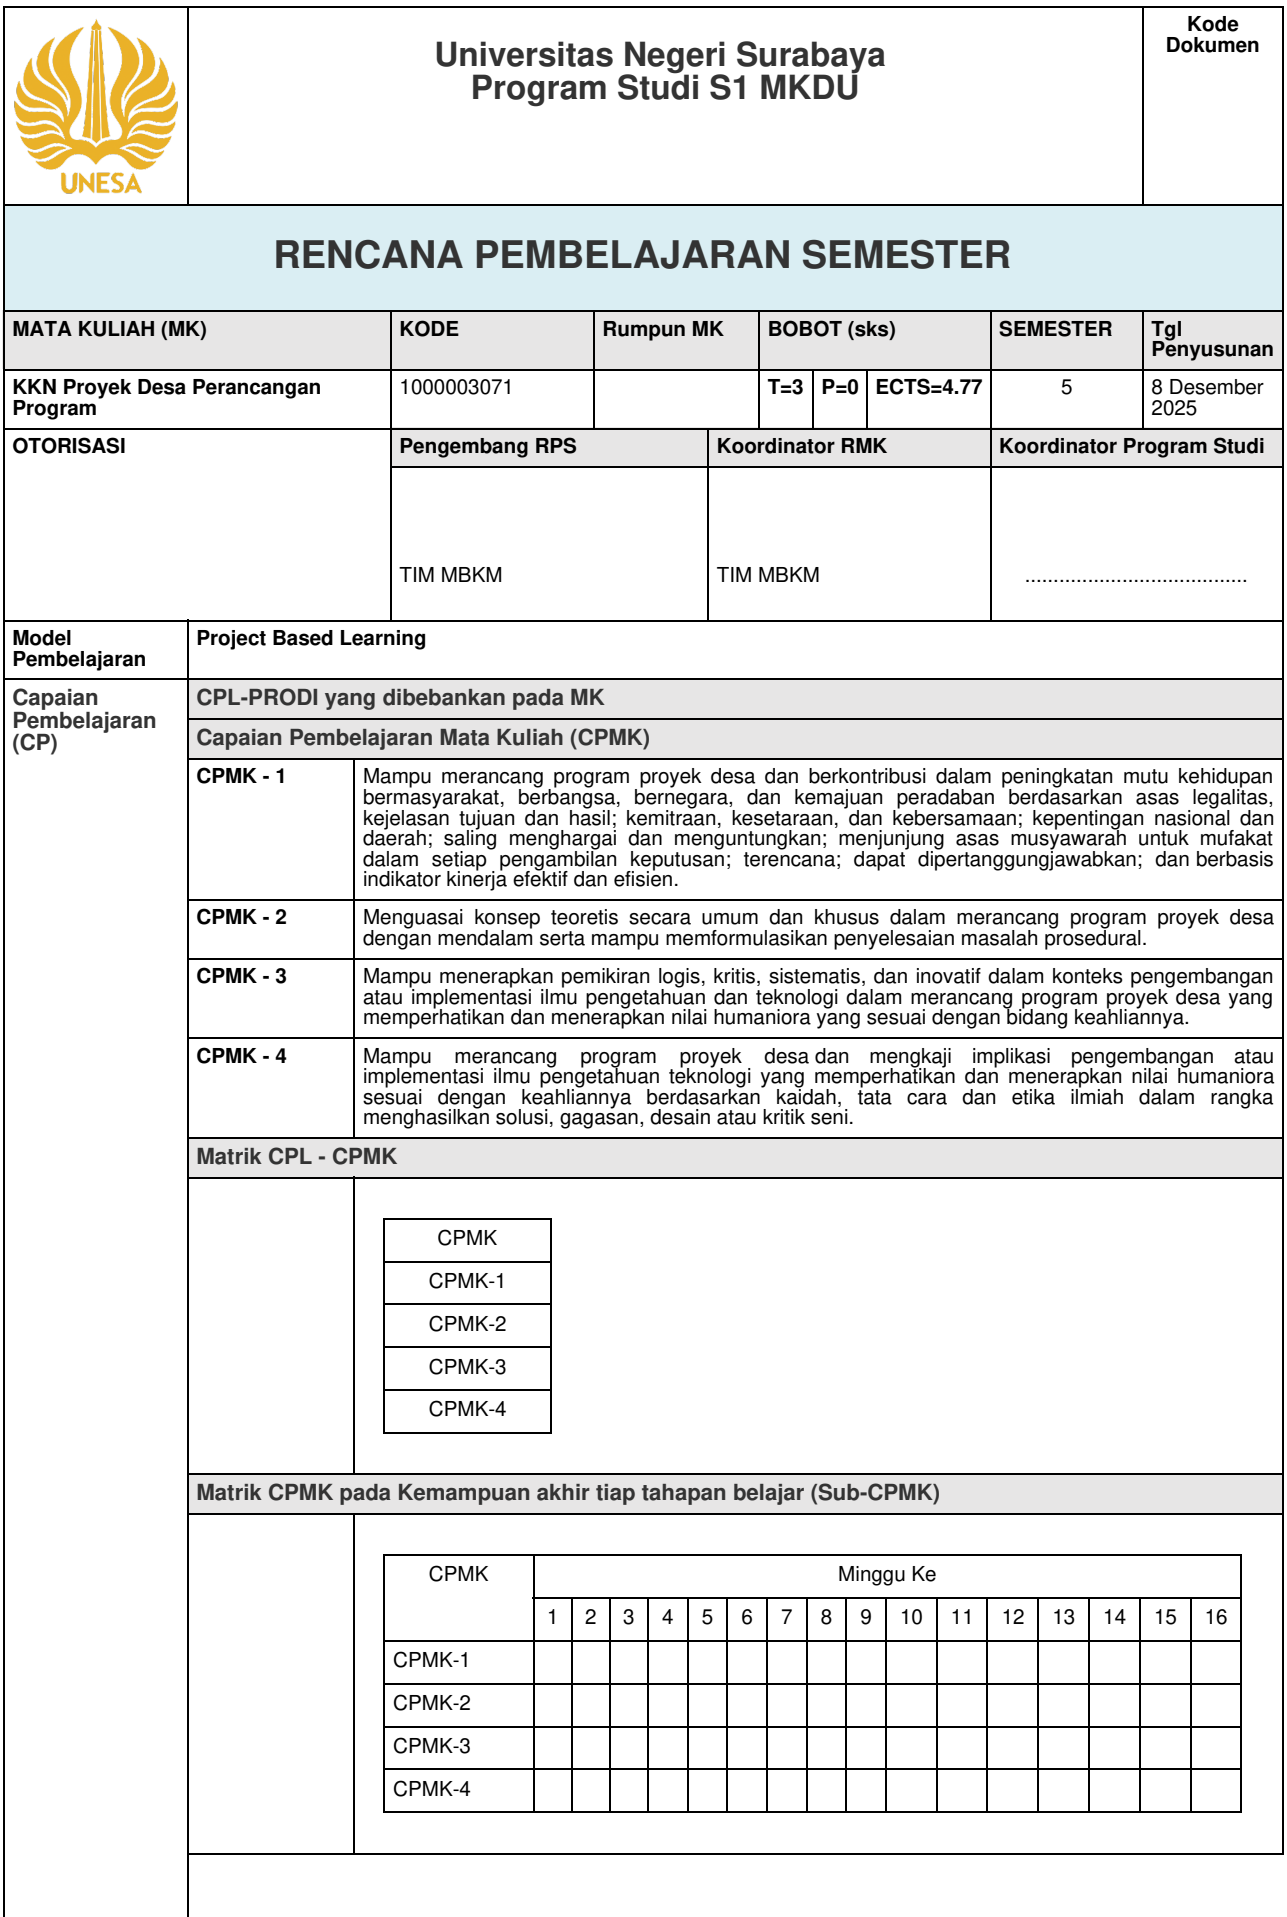 UNESA
Universitas Negeri Surabaya
Program Studi S1 MKDU
Kode
Dokumen
RENCANA PEMBELAJARAN SEMESTER
MATA KULIAH (MK)
KODE
Rumpun MK
BOBOT (sks)
SEMESTER
Tgl
Penyusunan
KKN Proyek Desa Perancangan
Program
1000003071
T=3
P=0
ECTS=4.77
5
8 Desember
2025
OTORISASI
Pengembang RPS
Koordinator RMK
Koordinator Program Studi
TIM MBKM
TIM MBKM
.......................................
Model
Pembelajaran
Project Based Learning
Capaian
Pembelajaran
(CP)
CPL-PRODI yang dibebankan pada MK
Capaian Pembelajaran Mata Kuliah (CPMK)
CPMK - 1
Mampu merancang program proyek desa dan berkontribusi dalam peningkatan mutu kehidupan
bermasyarakat, berbangsa, bernegara, dan kemajuan peradaban berdasarkan asas legalitas,
kejelasan tujuan dan hasil; kemitraan, kesetaraan, dan kebersamaan; kepentingan nasional dan
daerah; saling menghargai dan menguntungkan; menjunjung asas musyawarah untuk mufakat
dalam setiap pengambilan keputusan; terencana; dapat dipertanggungjawabkan; dan berbasis
indikator kinerja efektif dan efisien.
CPMK - 2
Menguasai konsep teoretis secara umum dan khusus dalam merancang program proyek desa
dengan mendalam serta mampu memformulasikan penyelesaian masalah prosedural.
CPMK - 3
Mampu menerapkan pemikiran logis, kritis, sistematis, dan inovatif dalam konteks pengembangan
atau implementasi ilmu pengetahuan dan teknologi dalam merancang program proyek desa yang
memperhatikan dan menerapkan nilai humaniora yang sesuai dengan bidang keahliannya.
CPMK - 4
Mampu merancang program proyek desa dan mengkaji implikasi pengembangan atau
implementasi ilmu pengetahuan teknologi yang memperhatikan dan menerapkan nilai humaniora
sesuai dengan keahliannya berdasarkan kaidah, tata cara dan etika ilmiah dalam rangka
menghasilkan solusi, gagasan, desain atau kritik seni.
Matrik CPL - CPMK
CPMK
CPMK-1
CPMK-2
CPMK-3
CPMK-4
Matrik CPMK pada Kemampuan akhir tiap tahapan belajar (Sub-CPMK)
CPMK
Minggu Ke
1 2 3 4 5 6 7 8 9 10 11 12 13 14 15 16
CPMK-1
CPMK-2
CPMK-3
CPMK-4